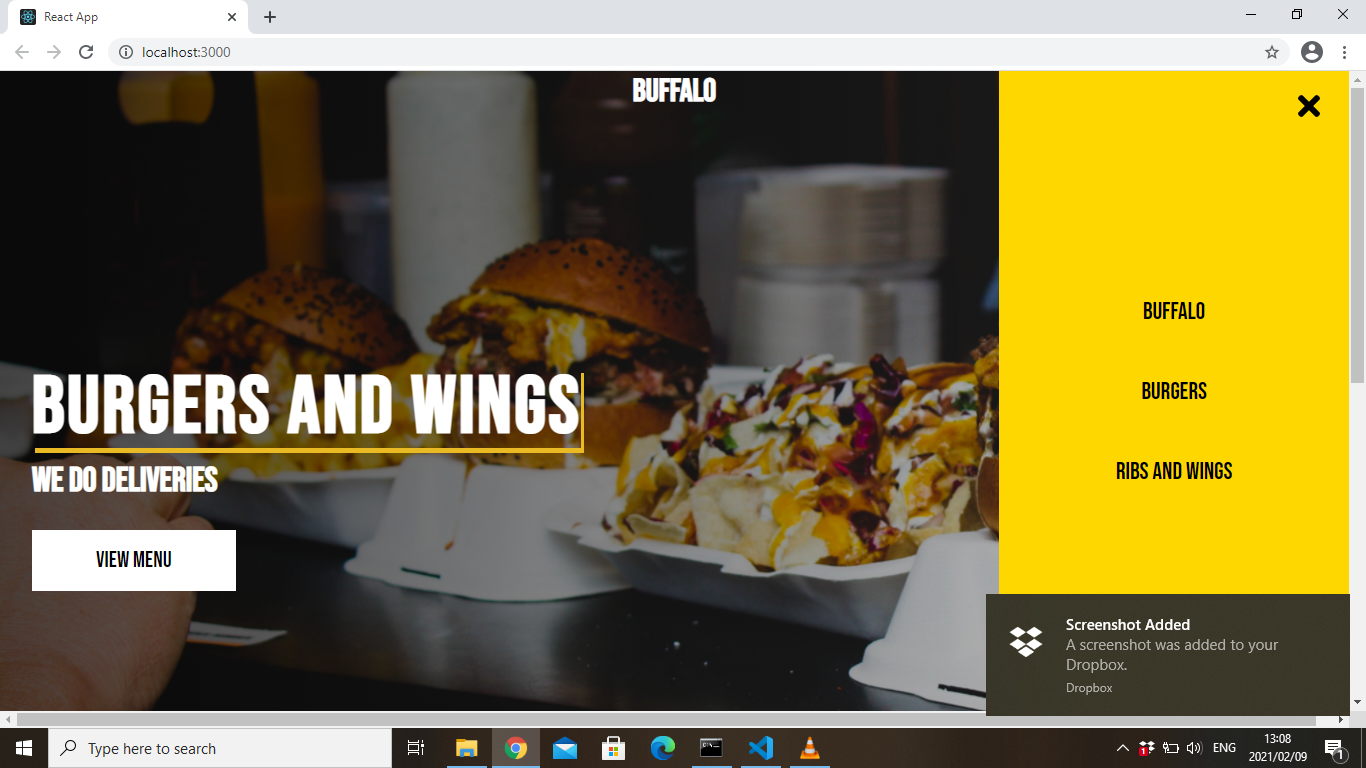 React App
localhost:3000
BUFFALO
BUFFALO
BURGERS
RIBS AND WINGS
BURGERS AND WINGS
WE DO DELIVERIES
VIEW MENU
Screenshot Added
A screenshot was added to your
Dropbox.
Dropbox
Type here to search
1
ENG
13:08
2021/02/09
1